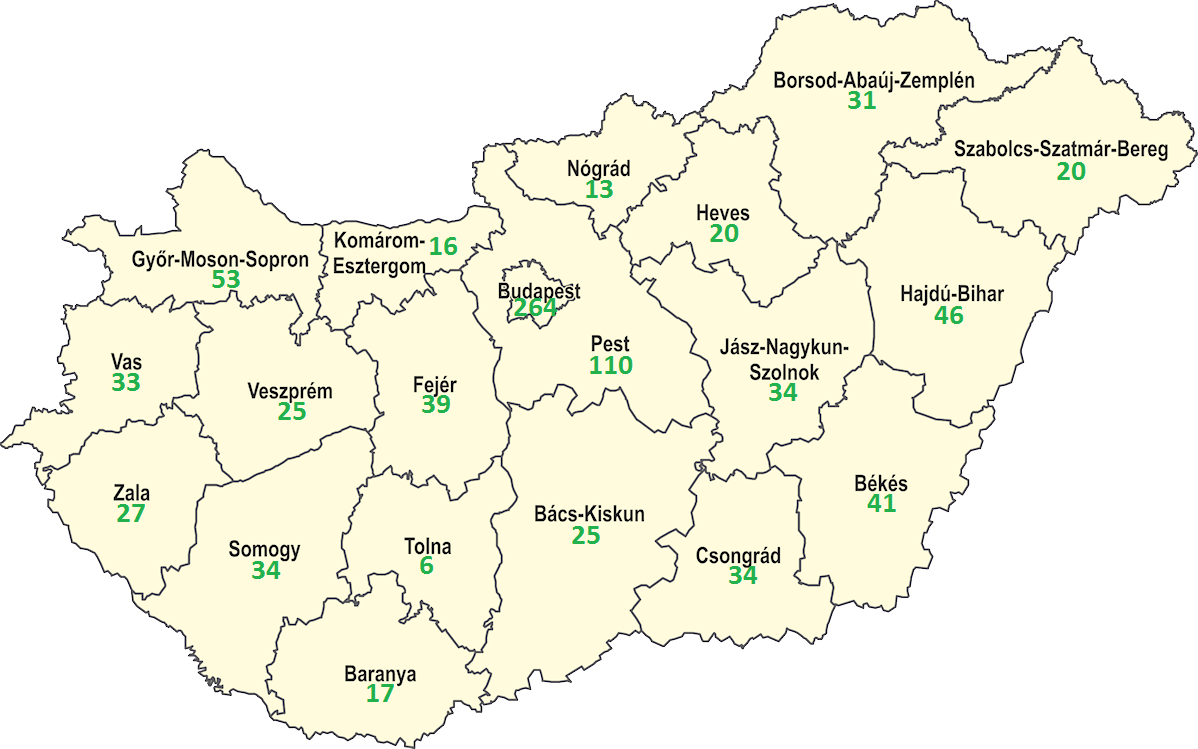 Borsod-Abaúj-Zemplén
31
Szabolcs-Szatmár-Bereg
20
Nógrád
13
Heves
20
Komárom-
Esztergom
16
Győr-Moson-Sopron
53
Budapest
264
Hajdú-Bihar
46
Pest
110
Jász-Nagykun-
Szolnok
34
Vas
33
Veszprém
25
Fejér
39
Zala
27
Békés
41
Bács-Kiskun
25
Somogy
34
Tolna
6
Csongrád
34
Baranya
17